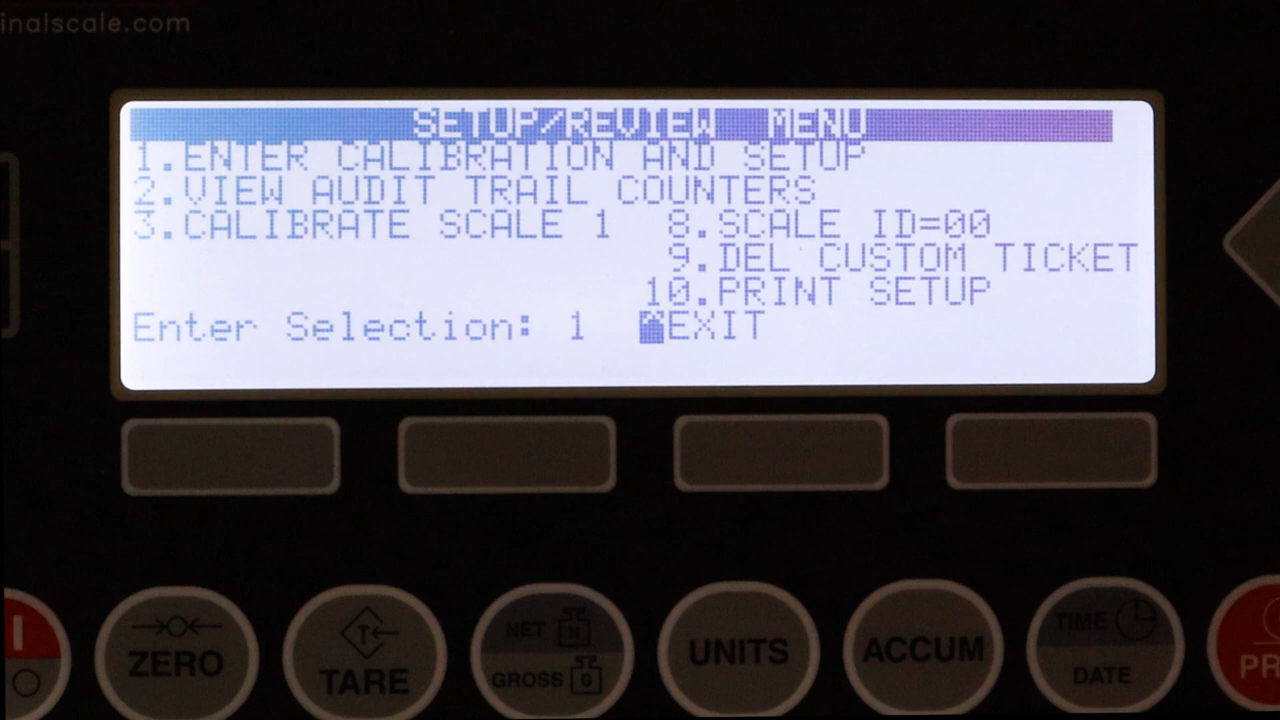 inalscale.com
SETUP/REVIEW MENU
1.ENTER CALIBRATION AND SETUP
2.VIEW AUDIT TRAIL COUNTERS
3.CALIBRATE SCALE 1 8.SCALE ID=00
9.DEL CUSTOM TICKET
10.PRINT SETUP
Enter Selection: 1 EXIT
ZERO
T
TARE
NET N
GROSS G
UNITS
ACCUM
TIME
DATE
PR